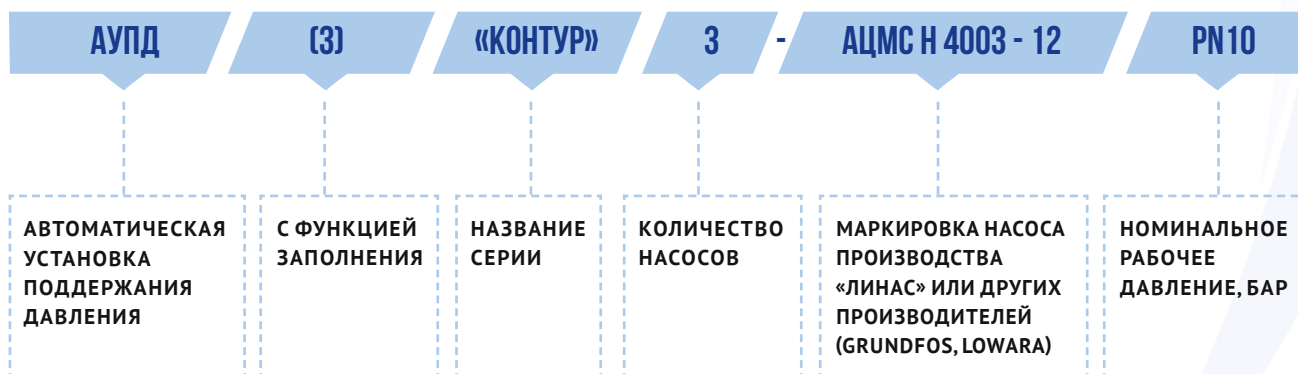 АУПД (З) «КОНТУР» 3 - АЦМС Н 4003 - 12 PN10
АВТОМАТИЧЕСКАЯ
УСТАНОВКА
ПОДДЕРЖАНИЯ
ДАВЛЕНИЯ
С ФУНКЦИЕЙ
ЗАПОЛНЕНИЯ
НАЗВАНИЕ
СЕРИИ
КОЛИЧЕСТВО
НАСОСОВ
МАРКИРОВКА НАСОСА
ПРОИЗВОДСТВА
«ЛИНАС» ИЛИ ДРУГИХ
ПРОИЗВОДИТЕЛЕЙ
(GRUNDFOS, LOWARA)
НОМИНАЛЬНОЕ
РАБОЧЕЕ
ДАВЛЕНИЕ, БАР